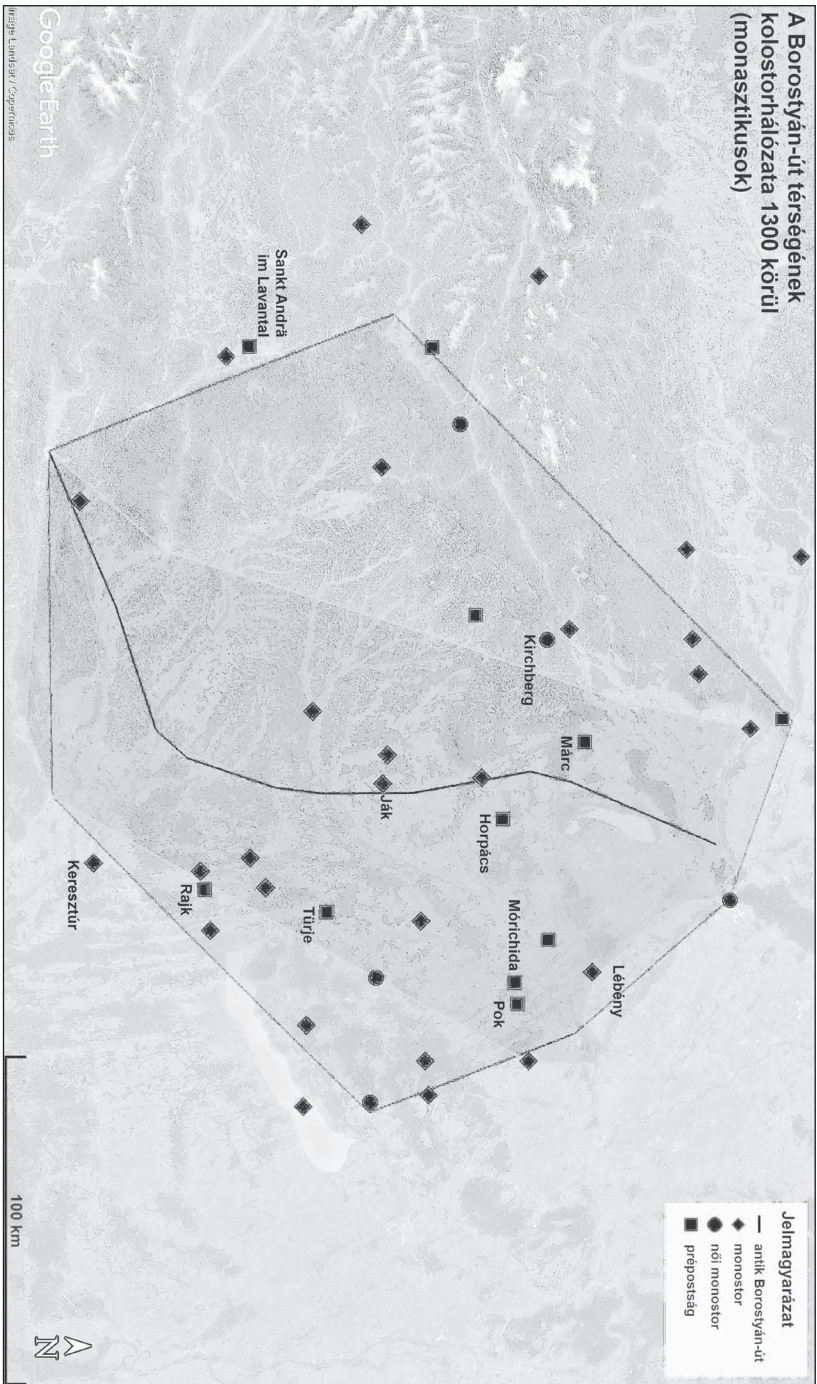 A Borostyán-út térségének
kolostorhálózata 1300 körül
(monasztikusok)
Jelmagyarázat
antik Borostyán-út
monostor
női monostor
prépostság
Sankt Andrä
im Lavantal
Kirchberg
Márc
Ják
Horpács
Lébény
Mórichida
Pok
Türje
Rajk
Keresztúr
Google Earth
Image Landsat / Copernicus
100 km
N